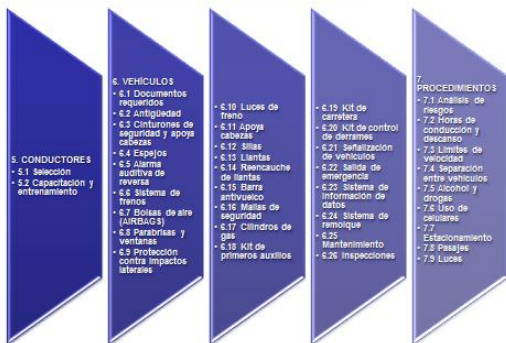 5. CONDUCTORES
• 5.1 Selección
• 5.2 Capacitación y
entrenamiento
6. VEHÍCULOS
• 6.1 Documentos
requeridos
• 6.2 Antigüedad
• 6.3 Cinturones de
seguridad y apoya
cabezas
• 6.4 Espejos
• 6.5 Alarma
auditiva de
reversa
• 6.6 Sistema de
frenos
• 6.7 Bolsas de aire
(AIRBAGS)
• 6.8 Parabrisas y
ventanas
• 6.9 Protección
contra impactos
laterales
• 6.10 Luces de
freno
• 6.11 Apoya
cabezas
• 6.12 Sillas
• 6.13 Llantas
• 6.14 Reencauche
de llantas
• 6.15 Barra
antivuelco
• 6.16 Mallas de
seguridad
• 6.17 Cilindros de
gas
• 6.18 Kit de
primeros auxilios
• 6.19 Kit de
carretera
• 6.20 Kit de control
de derrames
• 6.21 Señalización
de vehículos
• 6.22 Salida de
emergencia
• 6.23 Sistema de
información de
datos
• 6.24 Sistema de
remolque
• 6.25
Mantenimiento
• 6.26 Inspecciones
7.
PROCEDIMIENTOS
• 7.1 Análisis de
riesgos
• 7.2 Horas de
conducción y
descanso
• 7.3 Límites de
velocidad
• 7.4 Separación
entre vehículos
• 7.5 Alcohol y
drogas
• 7.6 Uso de
celulares
• 7.7
Estacionamiento
• 7.8 Pasajes
• 7.9 Luces